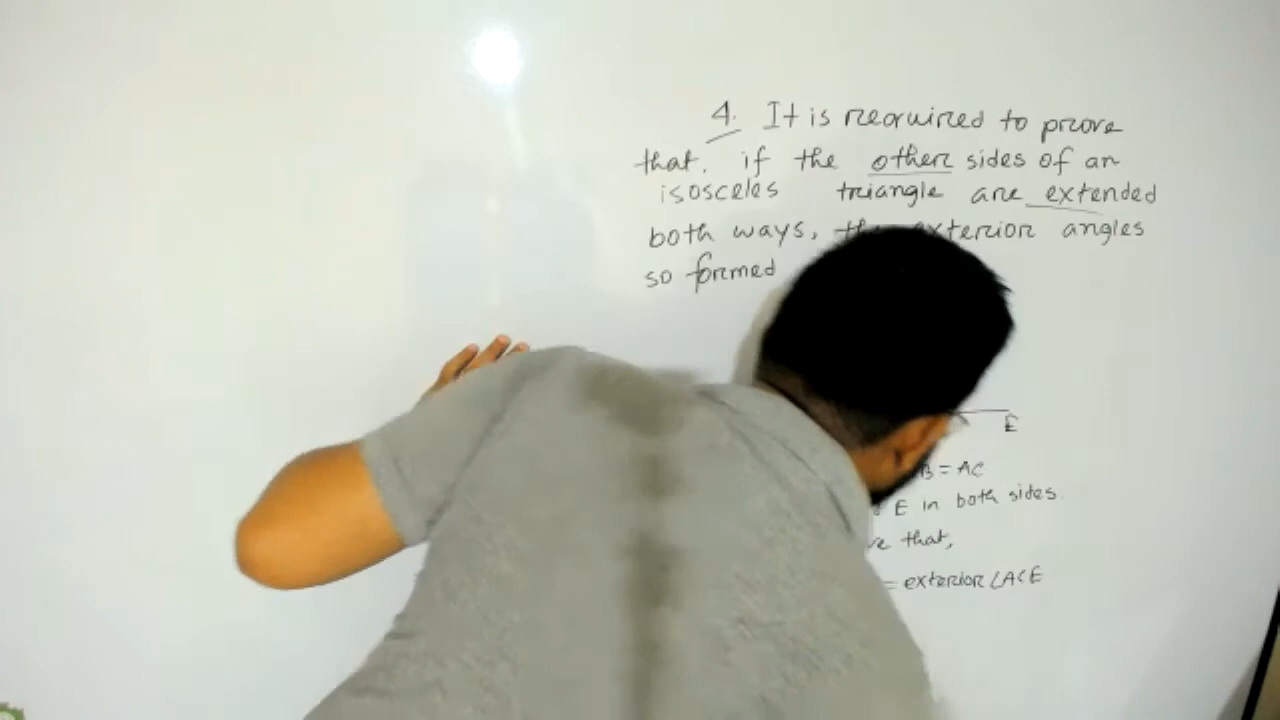 4. It is required to prove
that, if the other sides of an
isosceles triangle are extended
both ways, the exterior angles
so formed
E
B = AC
E in both sides.
that,
= exterior ∠ACE